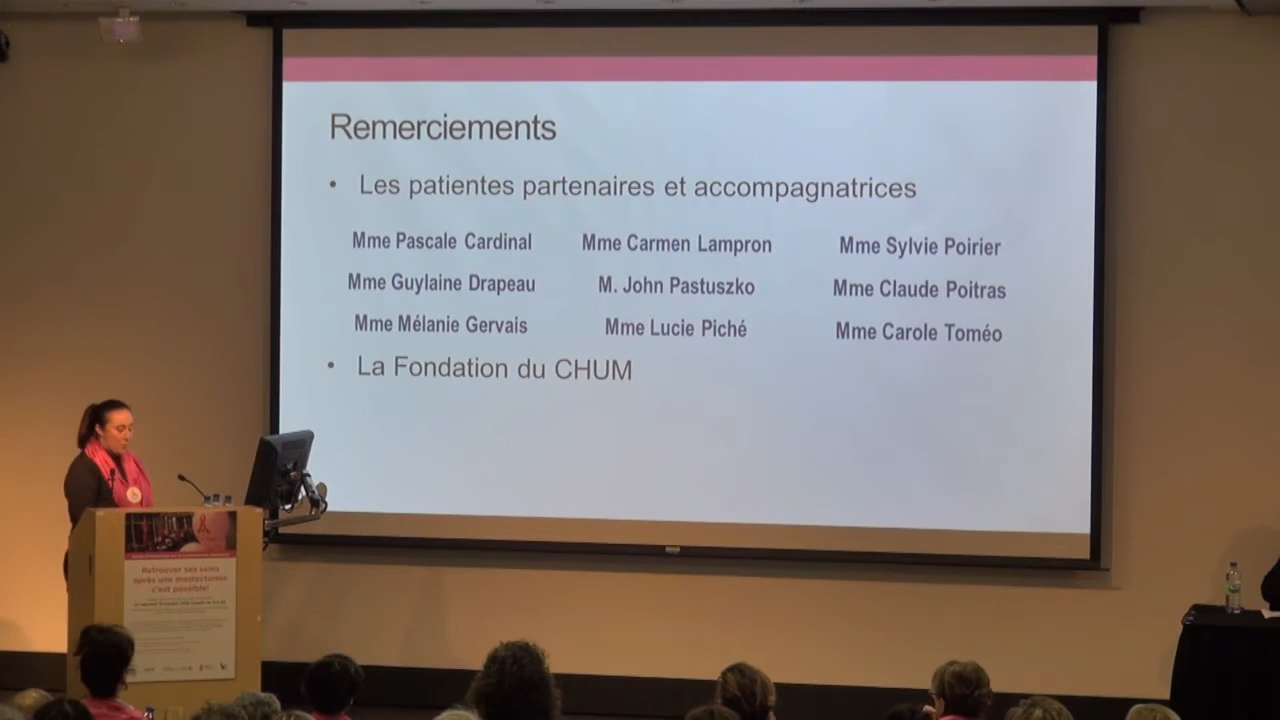 Remerciements
• Les patientes partenaires et accompagnatrices
Mme Pascale Cardinal Mme Carmen Lampron Mme Sylvie Poirier
Mme Guylaine Drapeau M. John Pastuszko Mme Claude Poitras
Mme Mélanie Gervais Mme Lucie Piché Mme Carole Toméo
• La Fondation du CHUM
Retrouver ses seins
après une mastectomie
c'est possible!